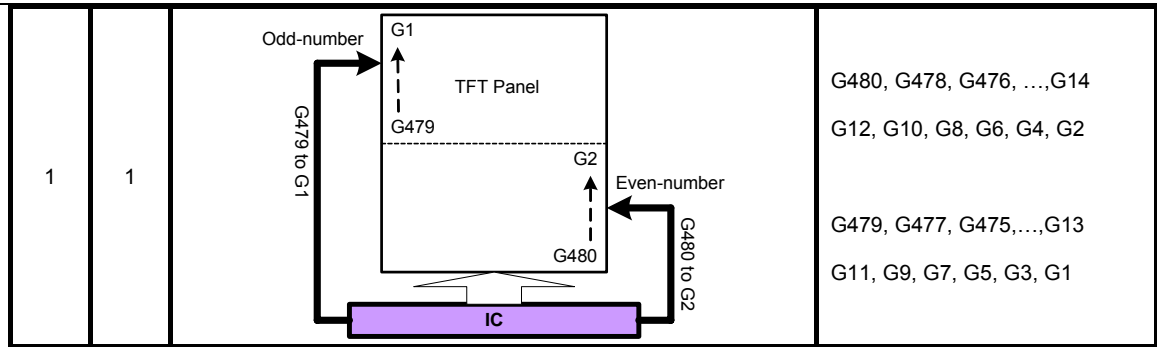 1
1
Odd-number
G479 to G1
G1
G479
TFT Panel
G2
G480
Even-number
G480 to G2
IC
G480, G478, G476, …,G14
G12, G10, G8, G6, G4, G2
G479, G477, G475,…,G13
G11, G9, G7, G5, G3, G1